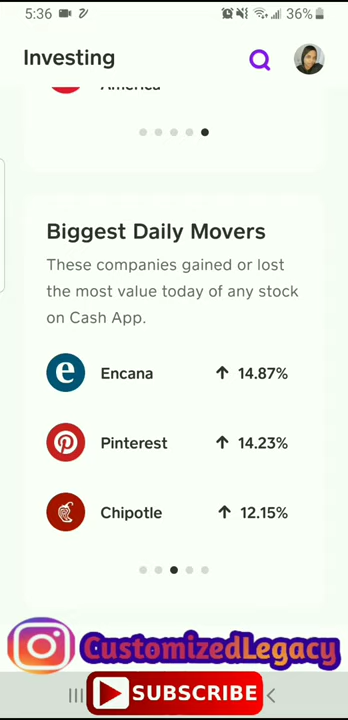 5:36
36%
Investing
America
Biggest Daily Movers
These companies gained or lost
the most value today of any stock
on Cash App.
e
Encana ↑ 14.87%
Pinterest ↑ 14.23%
Chipotle ↑ 12.15%
CustomizedLegacy
SUBSCRIBE